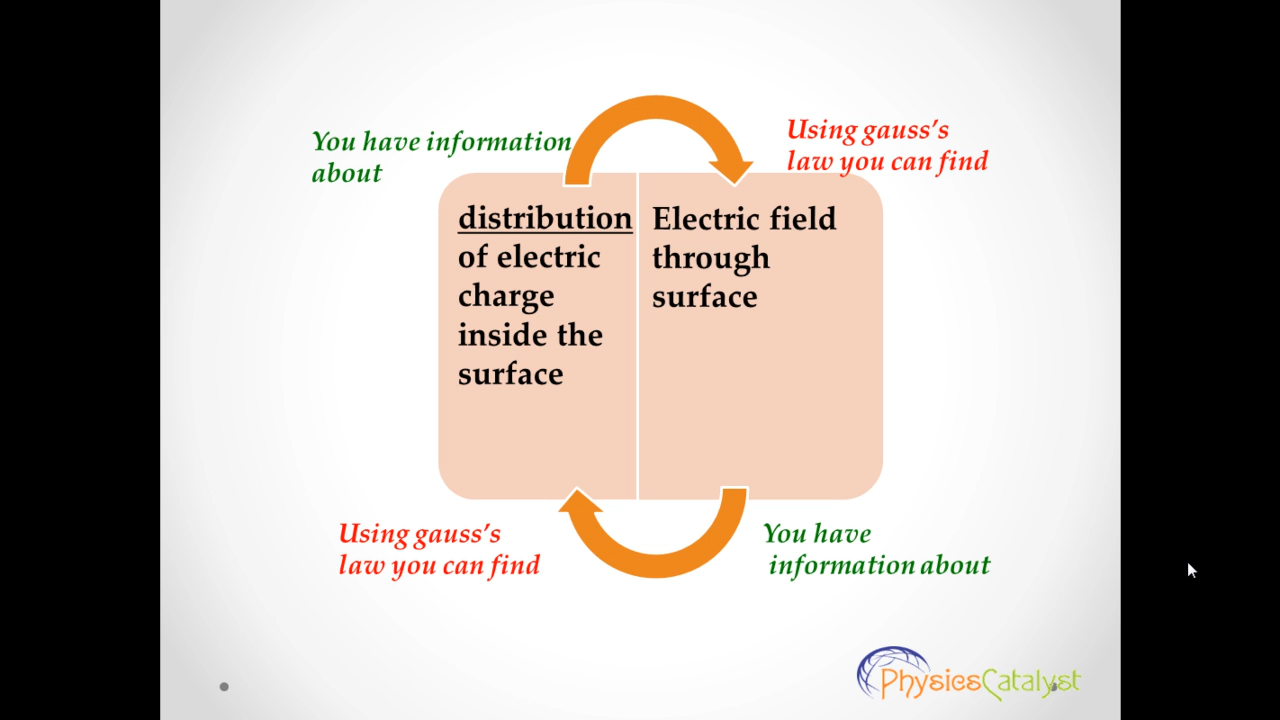 You have information
about
Using gauss's
law you can find
distribution
of electric
charge
inside the
surface
Electric field
through
surface
Using gauss's
law you can find
You have
information about
PhysicsCatalyst